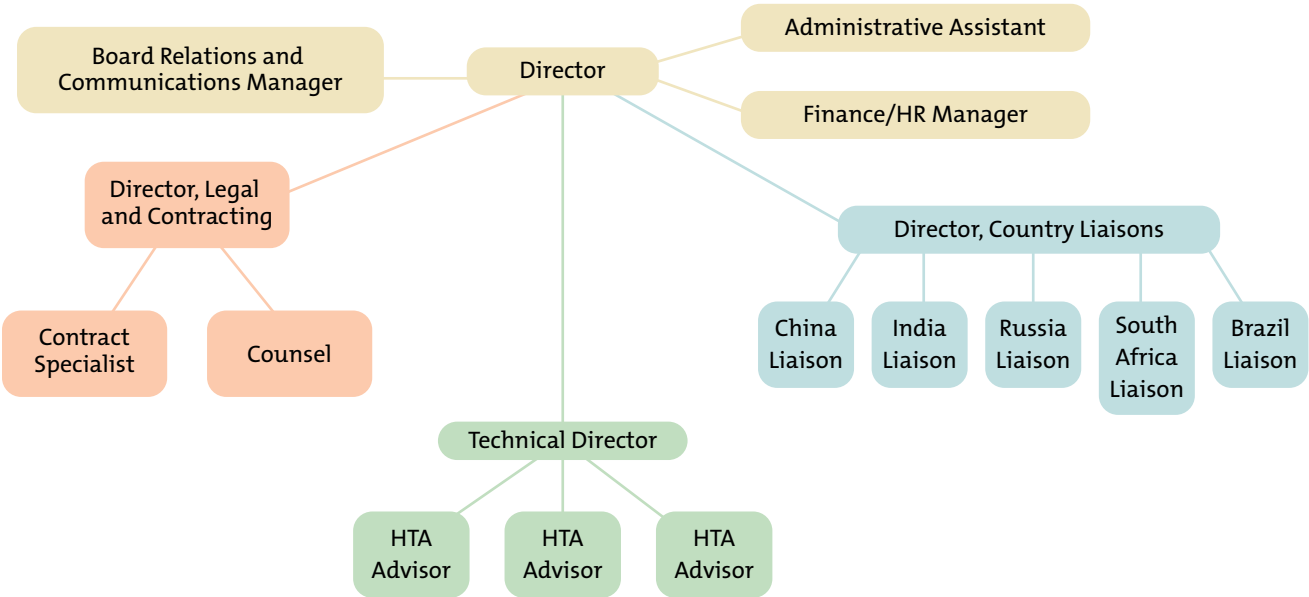 Administrative Assistant
Board Relations and
Communications Manager
Director
Finance/HR Manager
Director, Legal
and Contracting
Director, Country Liaisons
Contract
Specialist
Counsel
China
Liaison
India
Liaison
Russia
Liaison
South
Africa
Liaison
Brazil
Liaison
Technical Director
HTA
Advisor
HTA
Advisor
HTA
Advisor